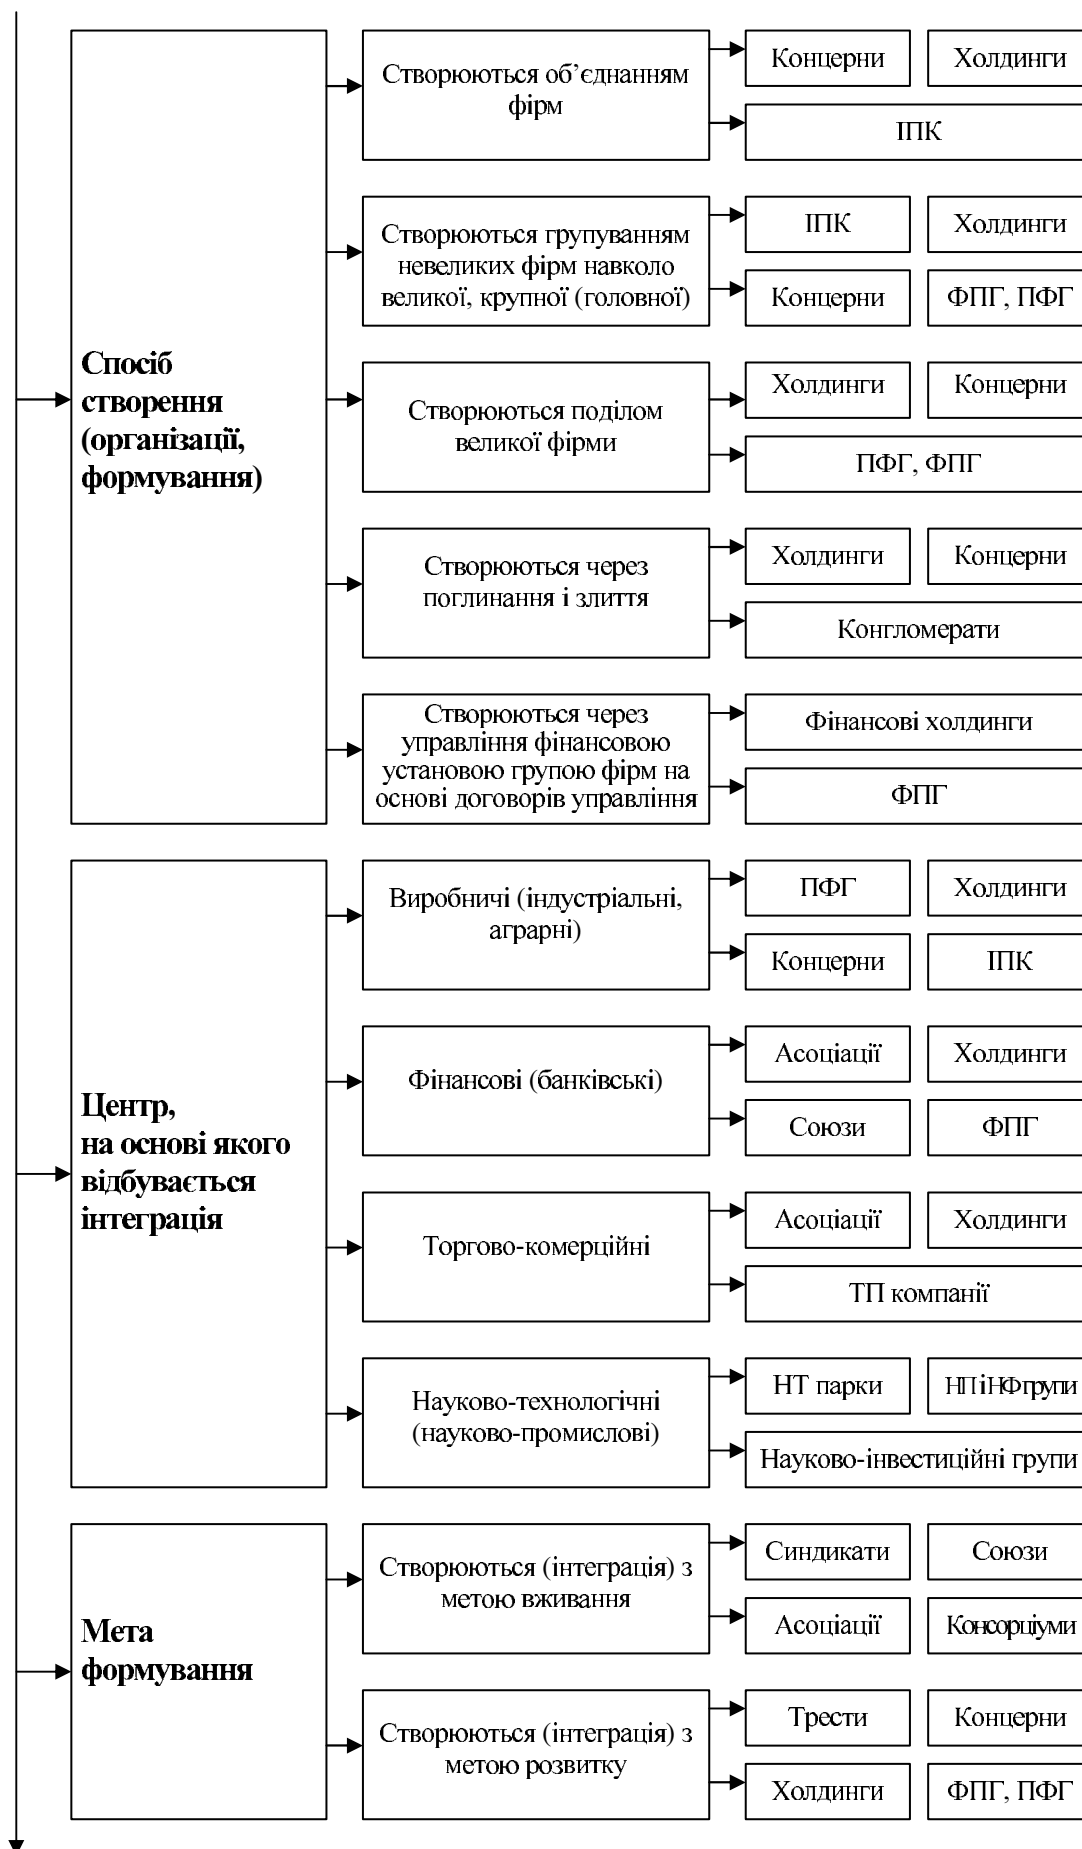 Спосіб
створення
(організації,
формування)
Створюються об’єднанням
фірм
Концерни
Холдинги
ІПК
Створюються групуванням
невеликих фірм навколо
великої, крупної (головної)
ІПК
Холдинги
Концерни
ФПГ, ПФГ
Створюються поділом
великої фірми
Холдинги
Концерни
ПФГ, ФПГ
Створюються через
поглинання і злиття
Холдинги
Концерни
Конгломерати
Створюються через
управління фінансовою
установою групою фірм на
основі договорів управління
Фінансові холдинги
ФПГ
Центр,
на основі якого
відбувається
інтеграція
Виробничі (індустріальні,
аграрні)
ПФГ
Холдинги
Концерни
ІПК
Фінансові (банківські)
Асоціації
Холдинги
Союзи
ФПГ
Торгово-комерційні
Асоціації
Холдинги
ТП компанії
Науково-технологічні
(науково-промислові)
НТ парки
НП і НФ групи
Науково-інвестиційні групи
Мета
формування
Створюються (інтеграція) з
метою вживання
Синдикати
Союзи
Асоціації
Консорціуми
Створюються (інтеграція) з
метою розвитку
Трести
Концерни
Холдинги
ФПГ, ПФГ